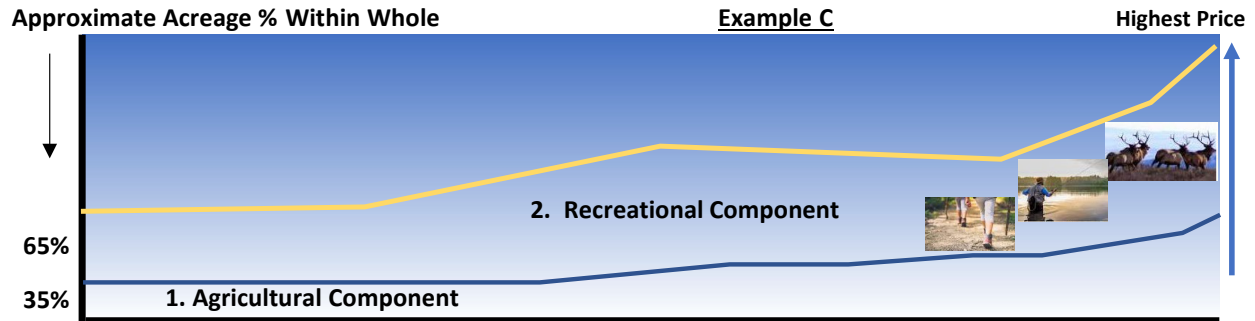 Approximate Acreage % Within Whole
Example C
Highest Price
2. Recreational Component
65%
35%
1. Agricultural Component